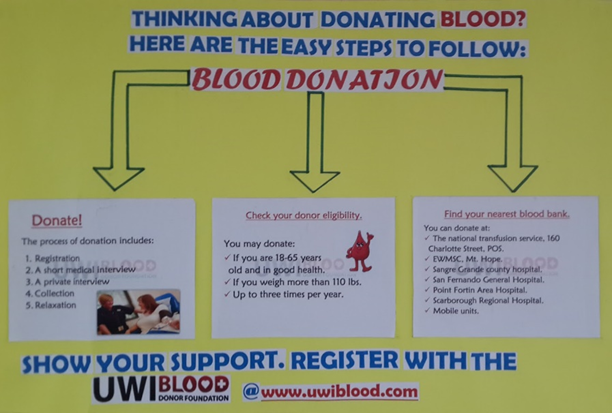 THINKING ABOUT DONATING BLOOD?
HERE ARE THE EASY STEPS TO FOLLOW:
BLOOD DONATION
Donate!
The process of donation includes:
1. Registration
2. A short medical interview
3. A private interview
4. Collection
5. Relaxation
Check your donor eligibility.
You may donate:
✓ If you are 18-65 years
old and in good health.
✓ If you weigh more than 110 lbs.
✓ Up to three times per year.
Find your nearest blood bank.
You can donate at:
✓ The national transfusion service, 160
Charlotte Street, POS.
✓ EWMSC, Mt. Hope.
✓ Sangre Grande county hospital.
✓ San Fernando General Hospital.
✓ Point Fortin Area Hospital.
✓ Scarborough Regional Hospital.
✓ Mobile units.
SHOW YOUR SUPPORT. REGISTER WITH THE
UWI BLOOD
DONOR FOUNDATION
@www.uwiblood.com